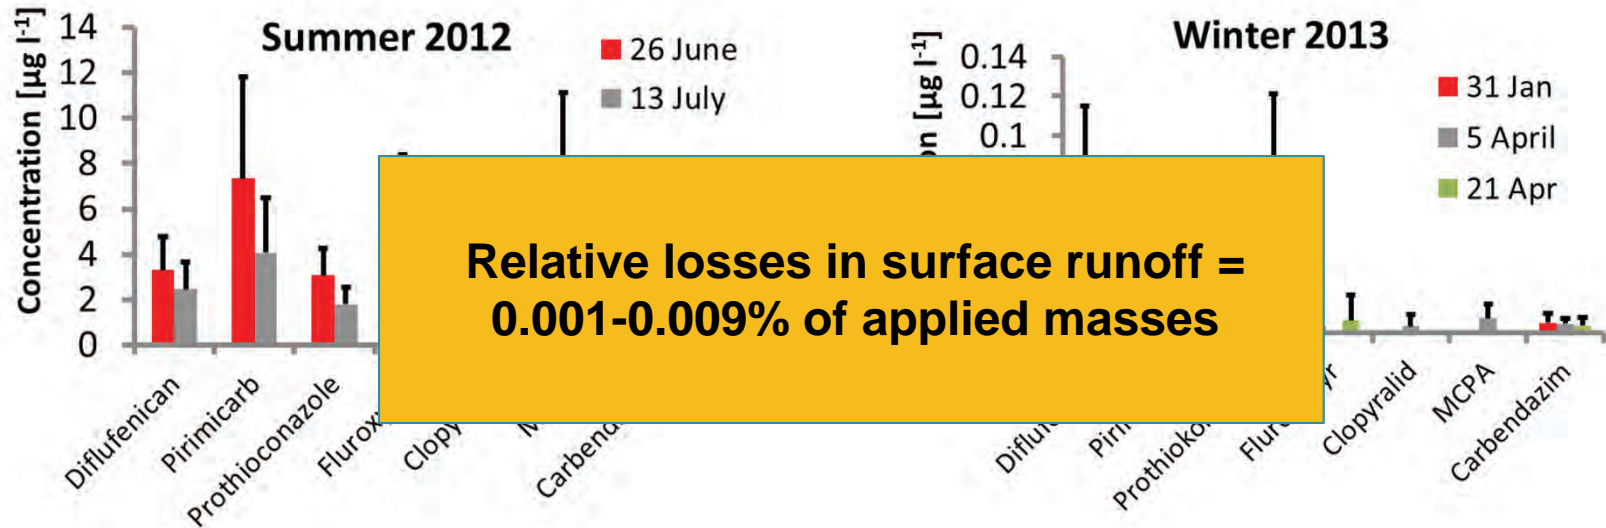 Concentration [µg l-1]
14
12
10
8
6
4
2
0
Summer 2012
26 June
13 July
Diflufenican
Pirimicarb
Prothioconazole
[µg l-1]
0.14
0.12
0.1
Winter 2013
31 Jan
5 April
21 Apr
Clopyralid
MCPA
Carbendazim
Relative losses in surface runoff =
0.001-0.009% of applied masses